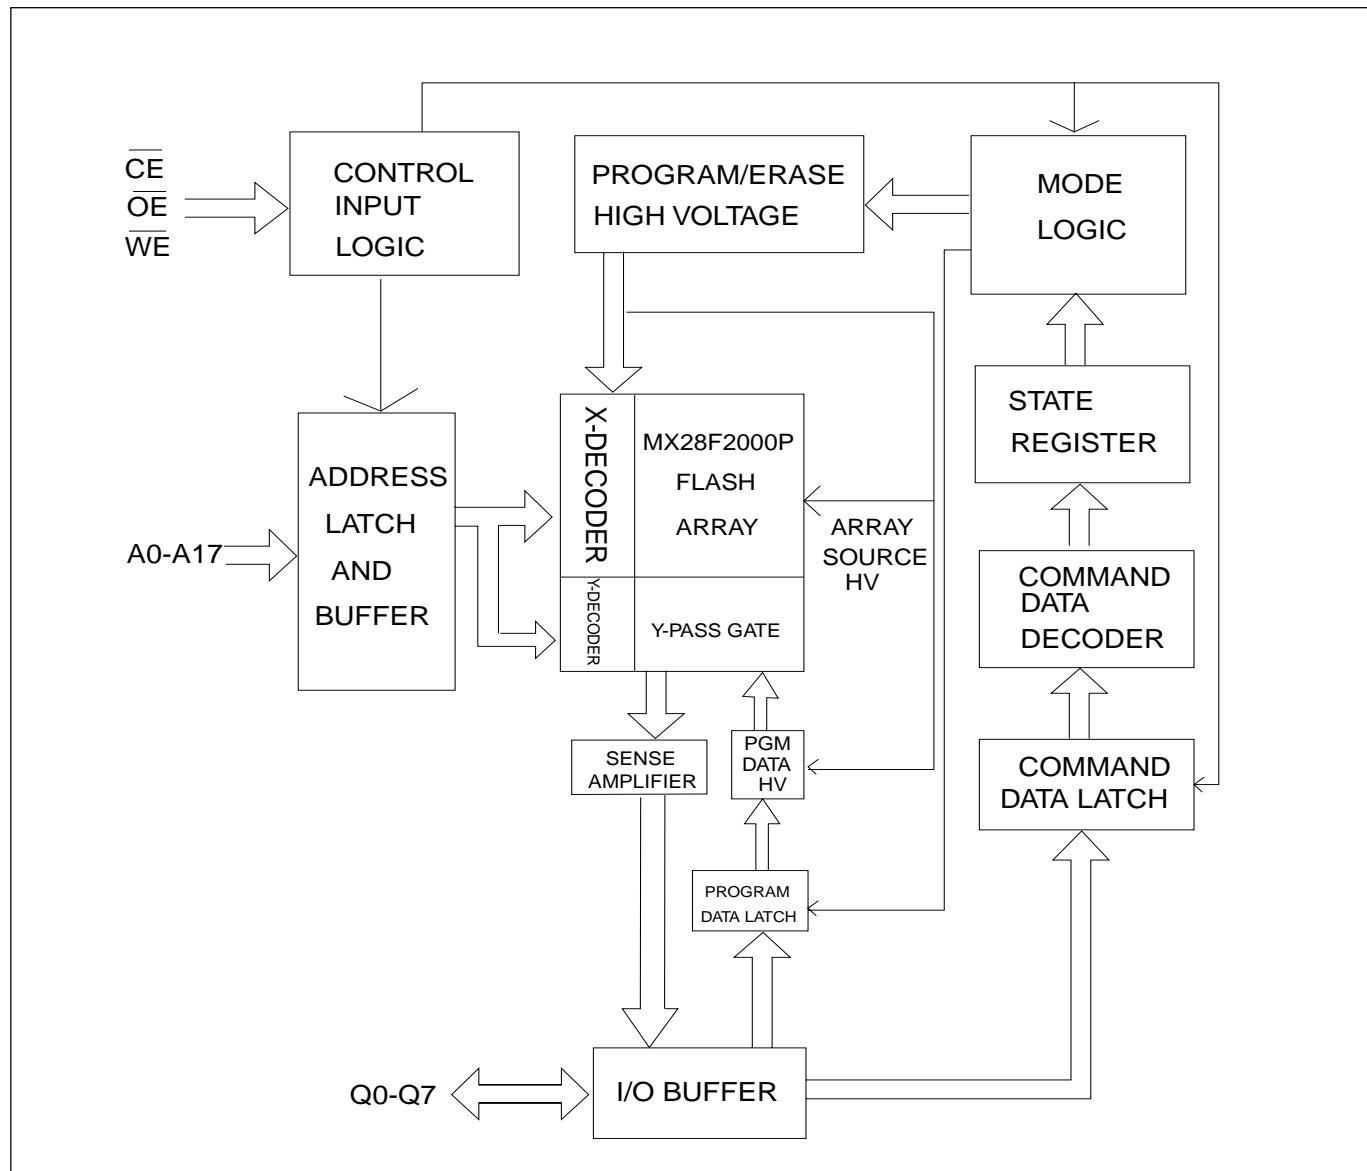 CE
OE
WE
CONTROL
INPUT
LOGIC
PROGRAM/ERASE
HIGH VOLTAGE
MODE
LOGIC
STATE
REGISTER
X-DECODER
MX28F2000P
FLASH
ARRAY
ADDRESS
LATCH
AND
BUFFER
A0-A17
ARRAY
SOURCE
HV
Y-DECODER
Y-PASS GATE
COMMAND
DATA
DECODER
SENSE
AMPLIFIER
PGM
DATA
HV
COMMAND
DATA LATCH
PROGRAM
DATA LATCH
Q0-Q7
I/O BUFFER